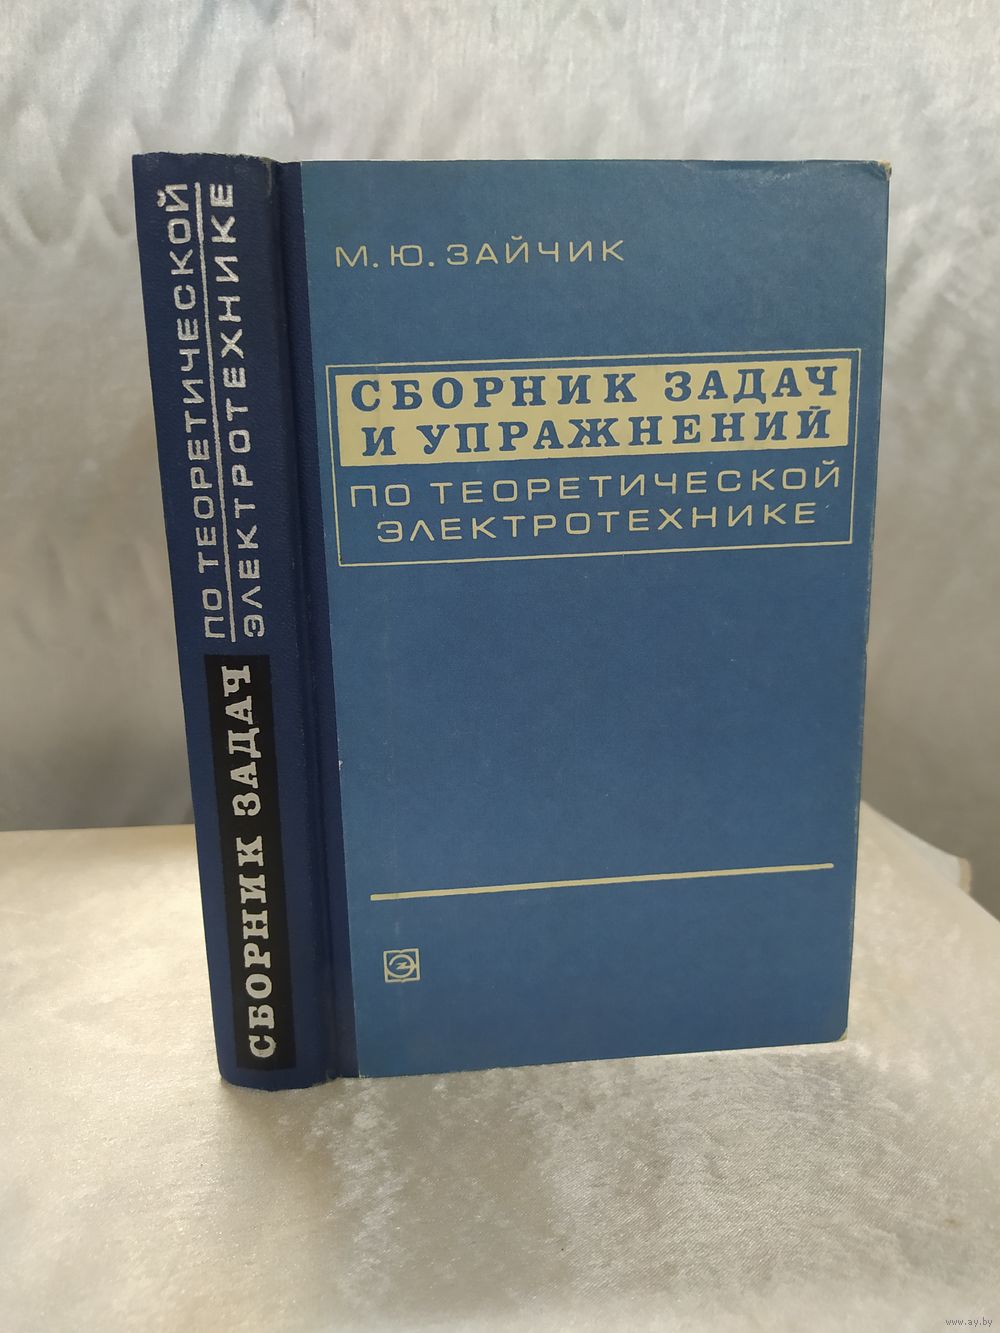 М. Ю. ЗАЙЧИК
СБОРНИК ЗАДАЧ
И УПРАЖНЕНИЙ
ПО ТЕОРЕТИЧЕСКОЙ
ЭЛЕКТРОТЕХНИКЕ
СБОРНИК ЗАДАЧ
ПО ТЕОРЕТИЧЕСКОЙ
ЭЛЕКТРОТЕХНИКЕ
www.ay.by